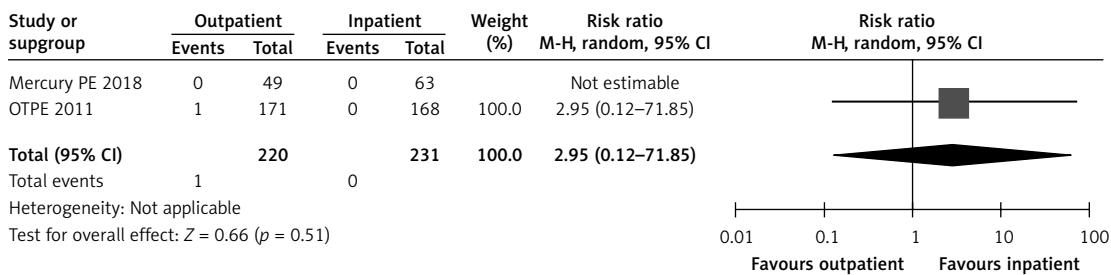 Study or Outpatient Inpatient Weight Risk ratio Risk ratio
supgroup Events Total Events Total (%) M-H, random, 95% CI M-H, random, 95% CI
Mercury PE 2018 0 49 0 63 Not estimable
OTPE 2011 1 171 0 168 100.0 2.95 (0.12–71.85)
Total (95% CI) 220 231 100.0 2.95 (0.12–71.85)
Total events 1 0
Heterogeneity: Not applicable
Test for overall effect: Z = 0.66 (p = 0.51)
0.01 0.1 1 10 100
Favours outpatient Favours inpatient